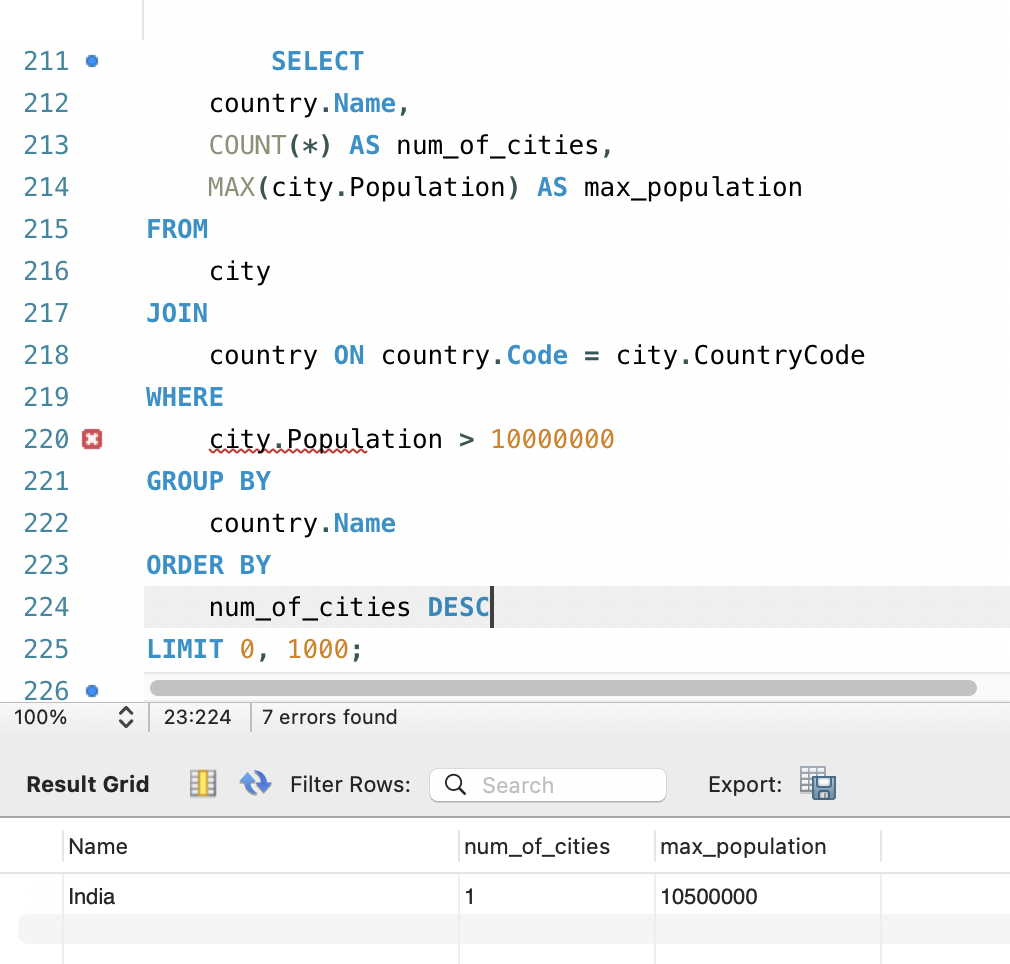 211 SELECT
212 country.Name,
213 COUNT(*) AS num_of_cities,
214 MAX(city.Population) AS max_population
215 FROM
216 city
217 JOIN
218 country ON country.Code = city.CountryCode
219 WHERE
220 city.Population > 10000000
221 GROUP BY
222 country.Name
223 ORDER BY
224 num_of_cities DESC
225 LIMIT 0, 1000;
226
100% 23:224 7 errors found
Result Grid Filter Rows: Search Export:
Name num_of_cities max_population
India 1 10500000